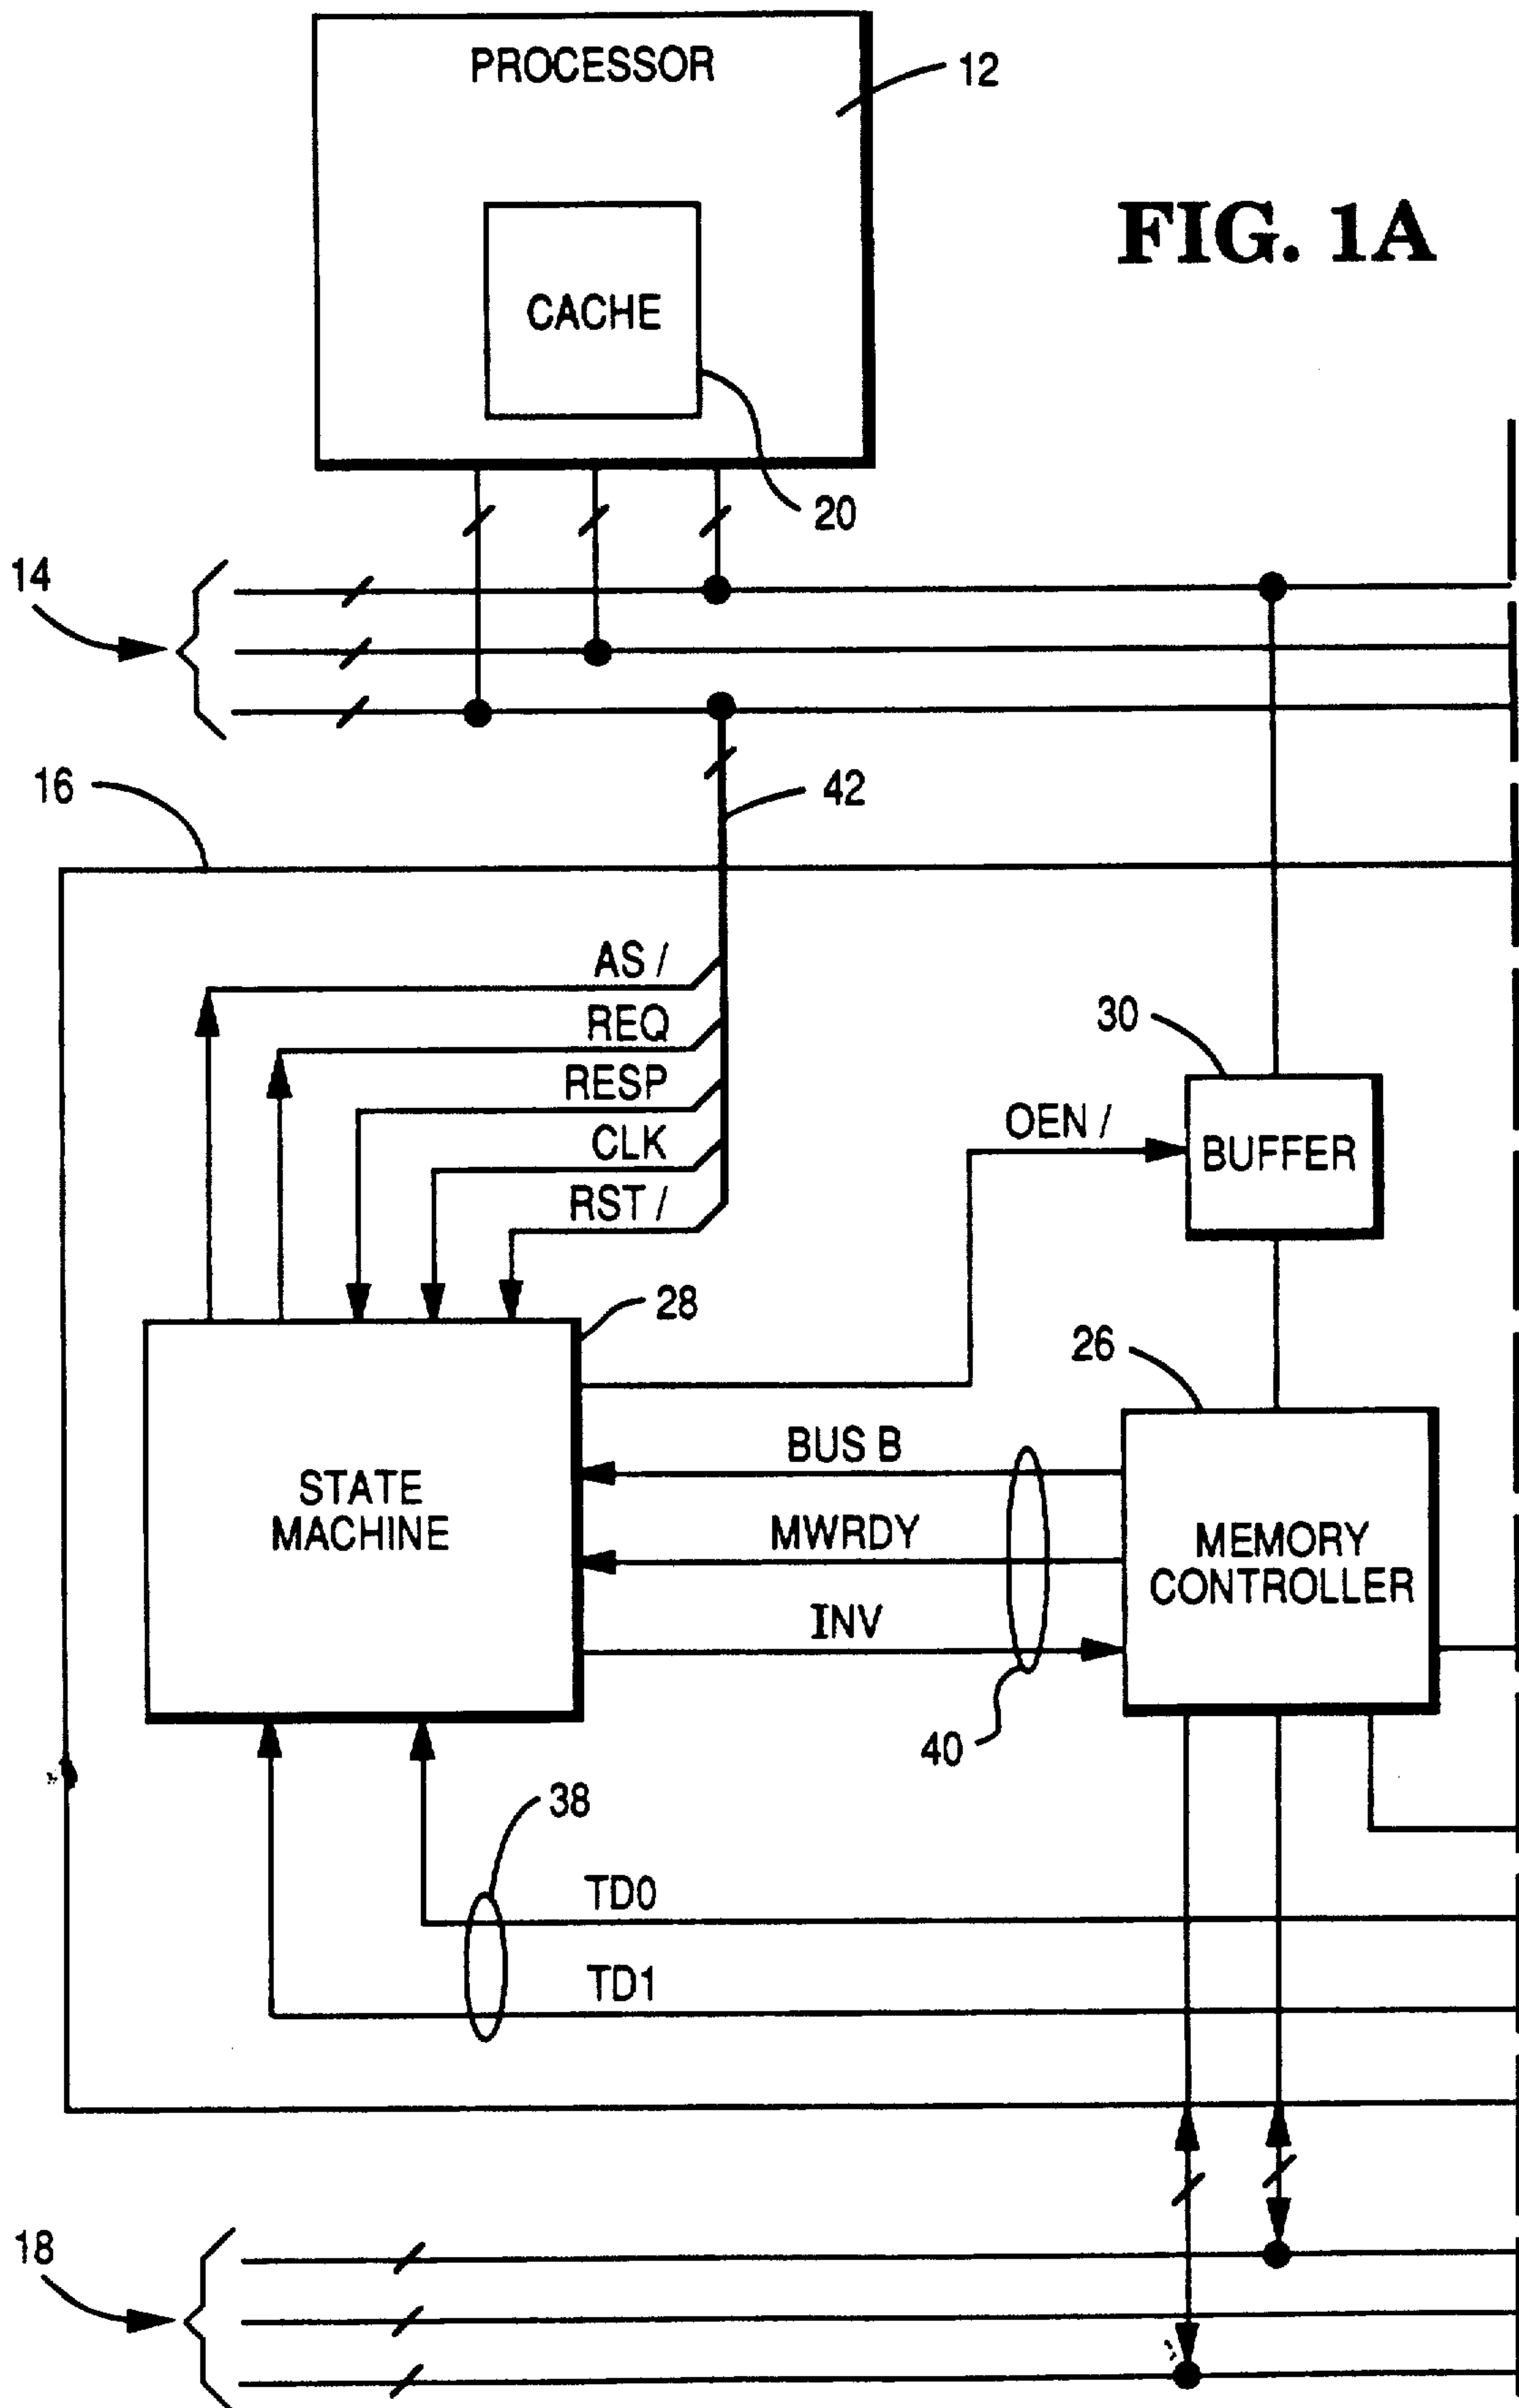 PROCESSOR
12
FIG. 1A
CACHE
20
14
16
42
AS /
REQ
30
RESP
OEN /
CLK
BUFFER
RST /
28
26
BUS B
STATE
MACHINE
MWRDY
MEMORY
CONTROLLER
INV
40
38
TD0
TD1
18